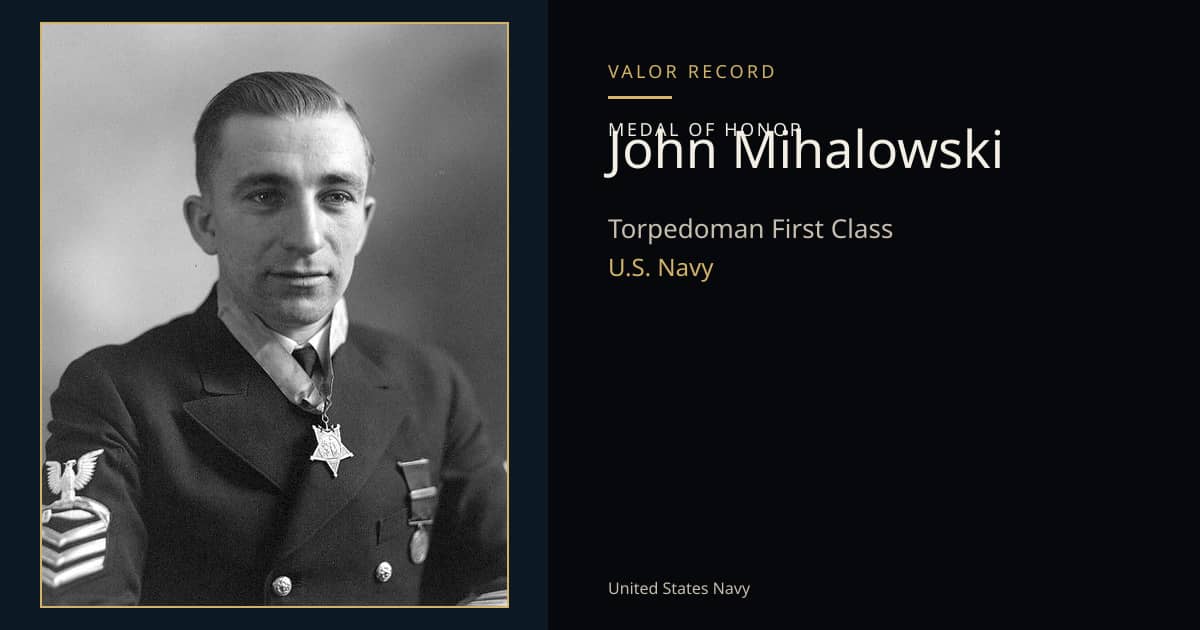 VALOR RECORD
MEDAL OF HONOR
John Mihalowski
Torpedoman First Class
U.S. Navy
United States Navy